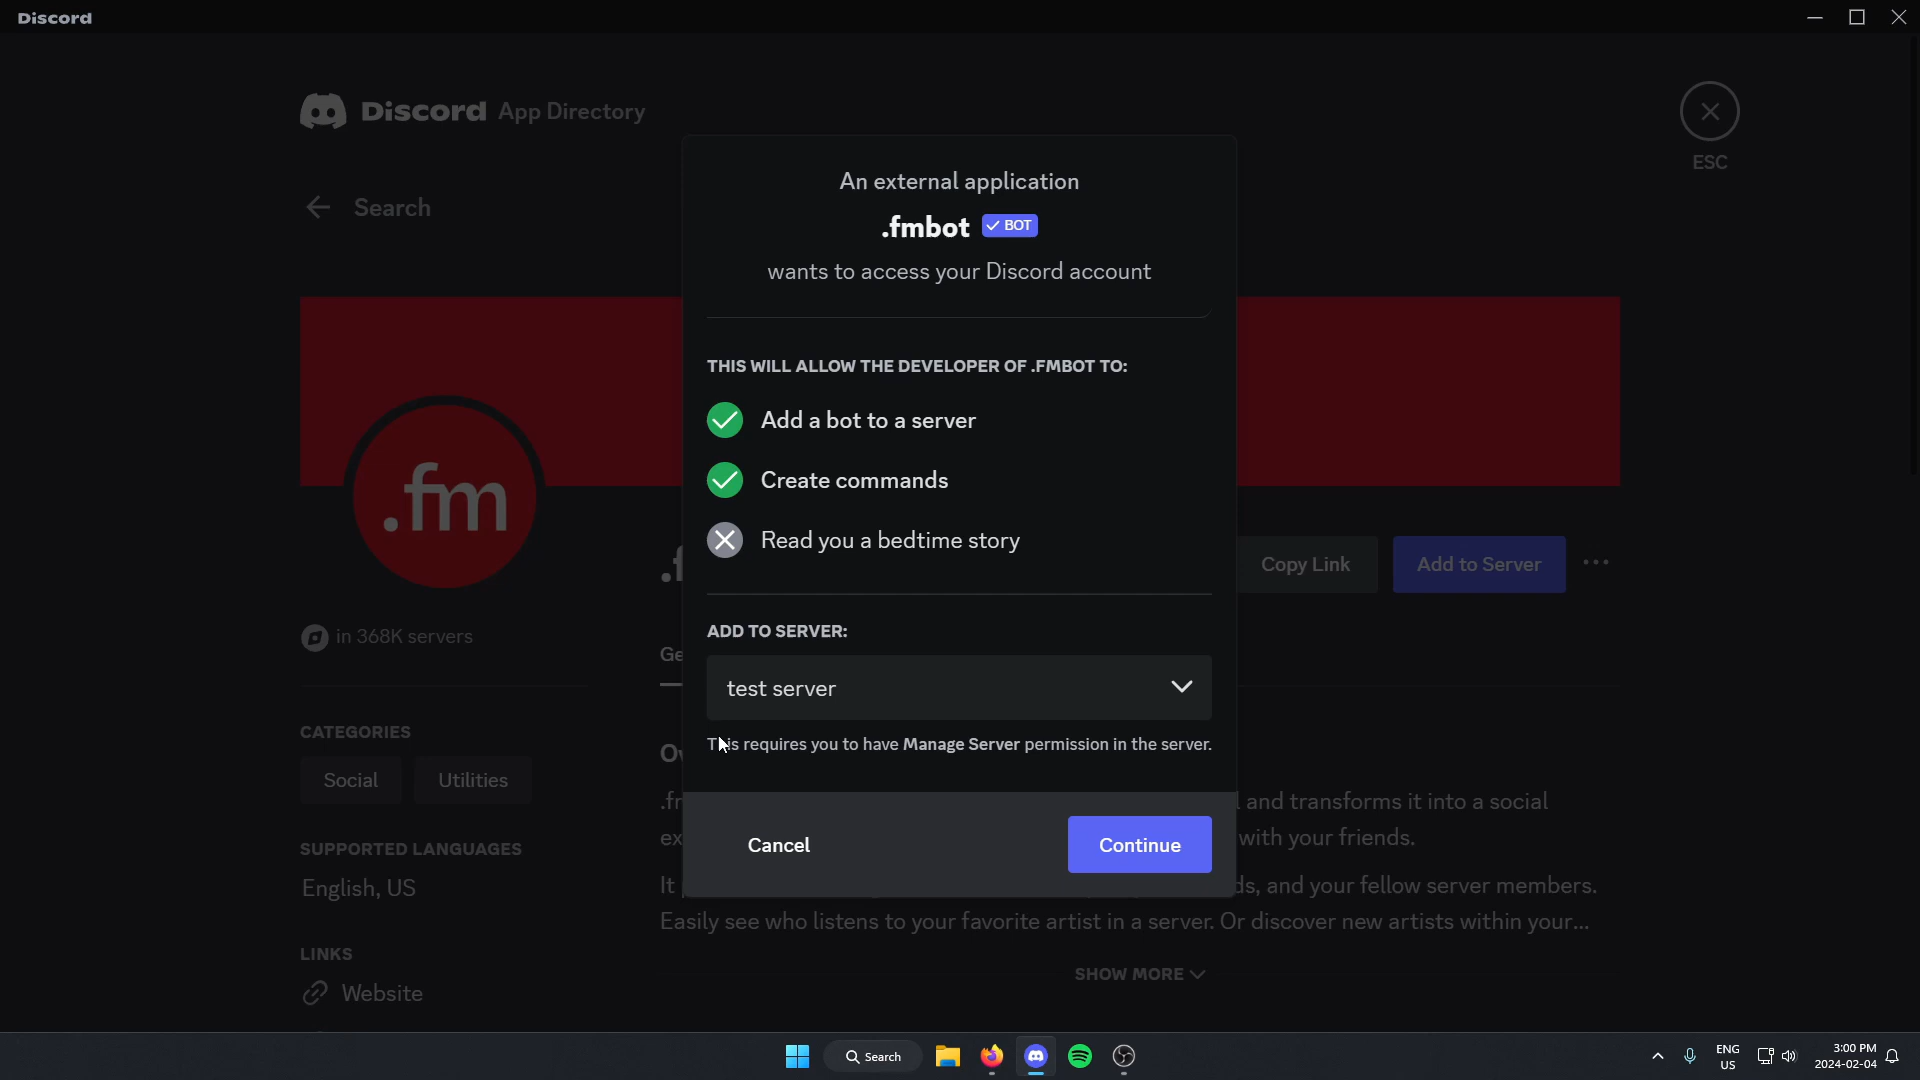 Discord
Discord App Directory
ESC
Search
An external application
.fmbot BOT
wants to access your Discord account
THIS WILL ALLOW THE DEVELOPER OF .FMBOT TO:
Add a bot to a server
Create commands
Read you a bedtime story
.fm
Copy Link
Add to Server
in 368K servers
ADD TO SERVER:
test server
This requires you to have Manage Server permission in the server.
CATEGORIES
Social
Utilities
l and transforms it into a social
with your friends.
Cancel
Continue
SUPPORTED LANGUAGES
English, US
It
ds, and your fellow server members.
Easily see who listens to your favorite artist in a server. Or discover new artists within your...
LINKS
Website
SHOW MORE
Search
ENG
US
3:00 PM
2024-02-04